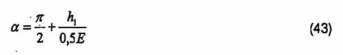 α = π/2 + h₁/0,5E (43)